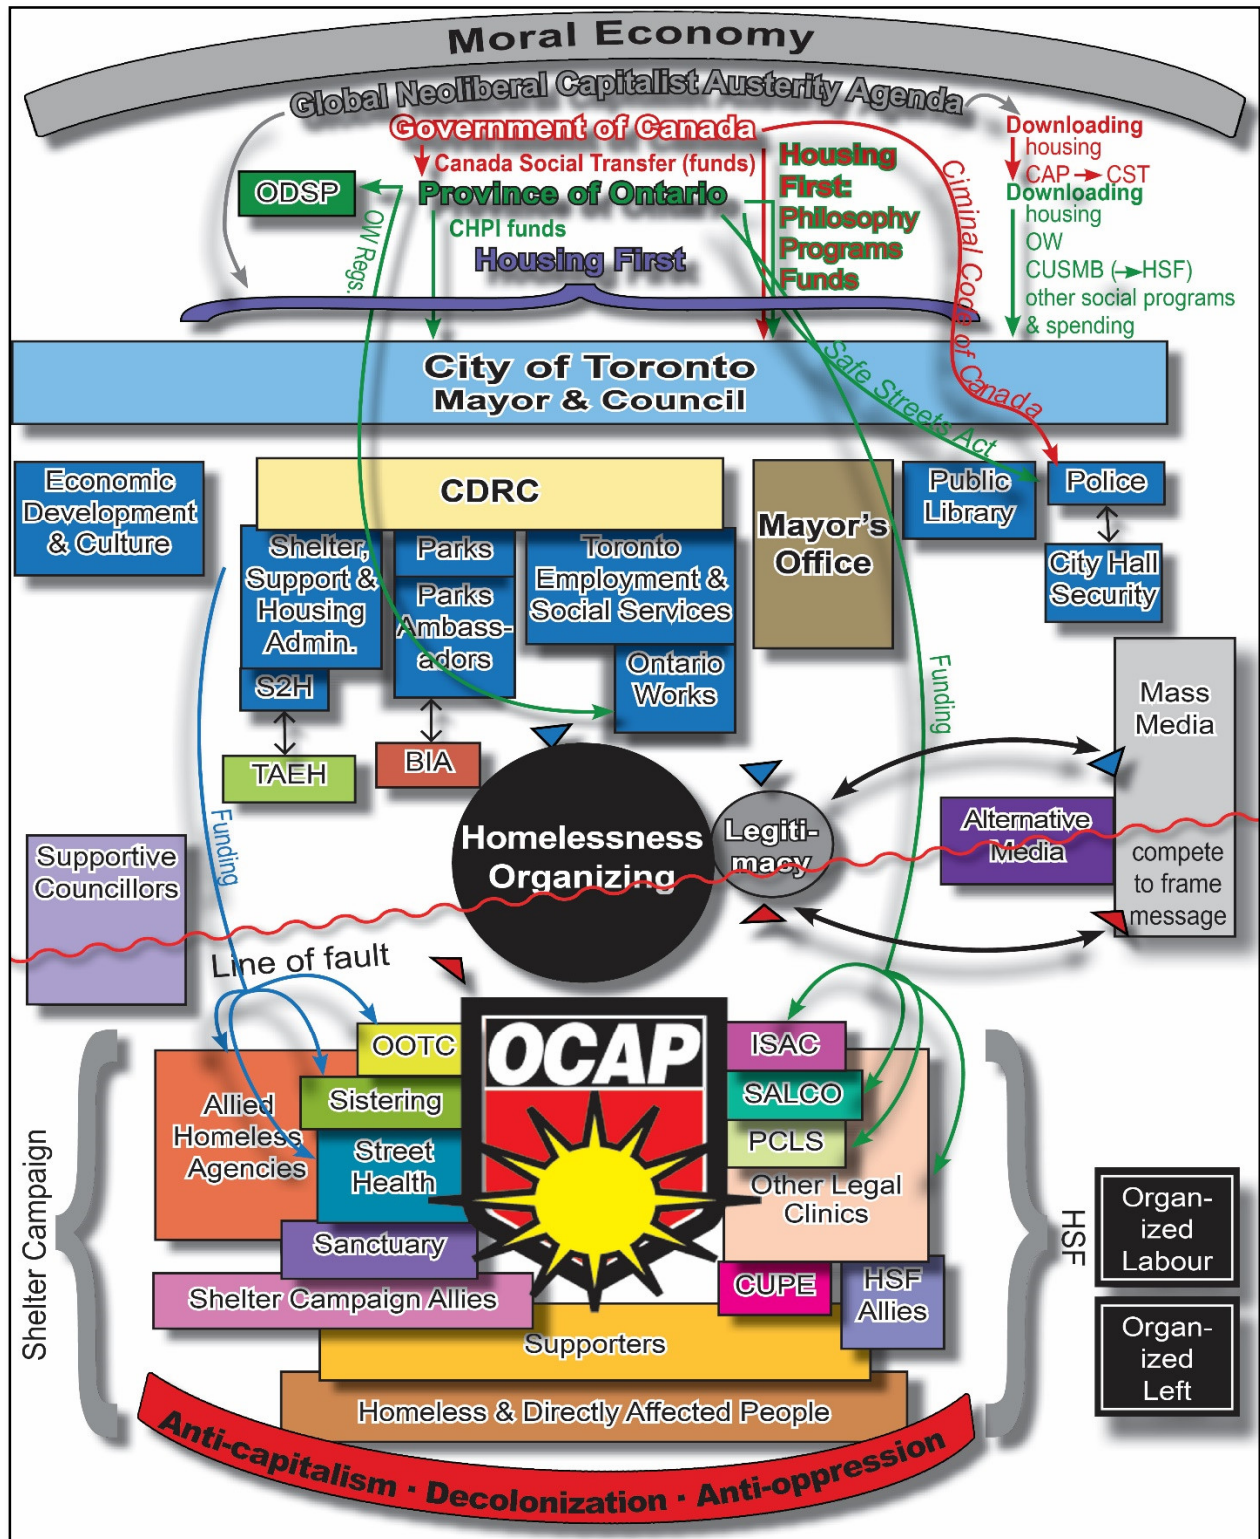 Moral Economy
Global Neoliberal Capitalist Austerity Agenda
Government of Canada
Canada Social Transfer (funds)
Province of Ontario
ODSP
OW Regs.
CHPI funds
Housing First
Housing
First:
Philosophy
Programs
Funds
Ciminal Code of Canada
Downloading
housing
CAP → CST
Downloading
housing
OW
CUSMB (→HSF)
other social programs
& spending
City of Toronto
Mayor & Council
Safe Streets Act
Economic
Development
& Culture
CDRC
Shelter,
Support &
Housing
Admin.
S2H
TAEH
Parks
Parks
Ambass-
adors
BIA
Toronto
Employment &
Social Services
Ontario
Works
Mayor's
Office
Public
Library
Police
City Hall
Security
Funding
Funding
Mass
Media
Alternative
Media
compete
to frame
message
Homelessness
Organizing
Legiti-
macy
Supportive
Councillors
Line of fault
Shelter Campaign
OOTC
Allied
Homeless
Agencies
Sistering
Street
Health
Sanctuary
Shelter Campaign Allies
OCAP
ISAC
SALCO
PCLS
Other Legal
Clinics
CUPE
HSF
Allies
HSF
Organ-
ized
Labour
Organ-
ized
Left
Supporters
Homeless & Directly Affected People
Anti-capitalism · Decolonization · Anti-oppression